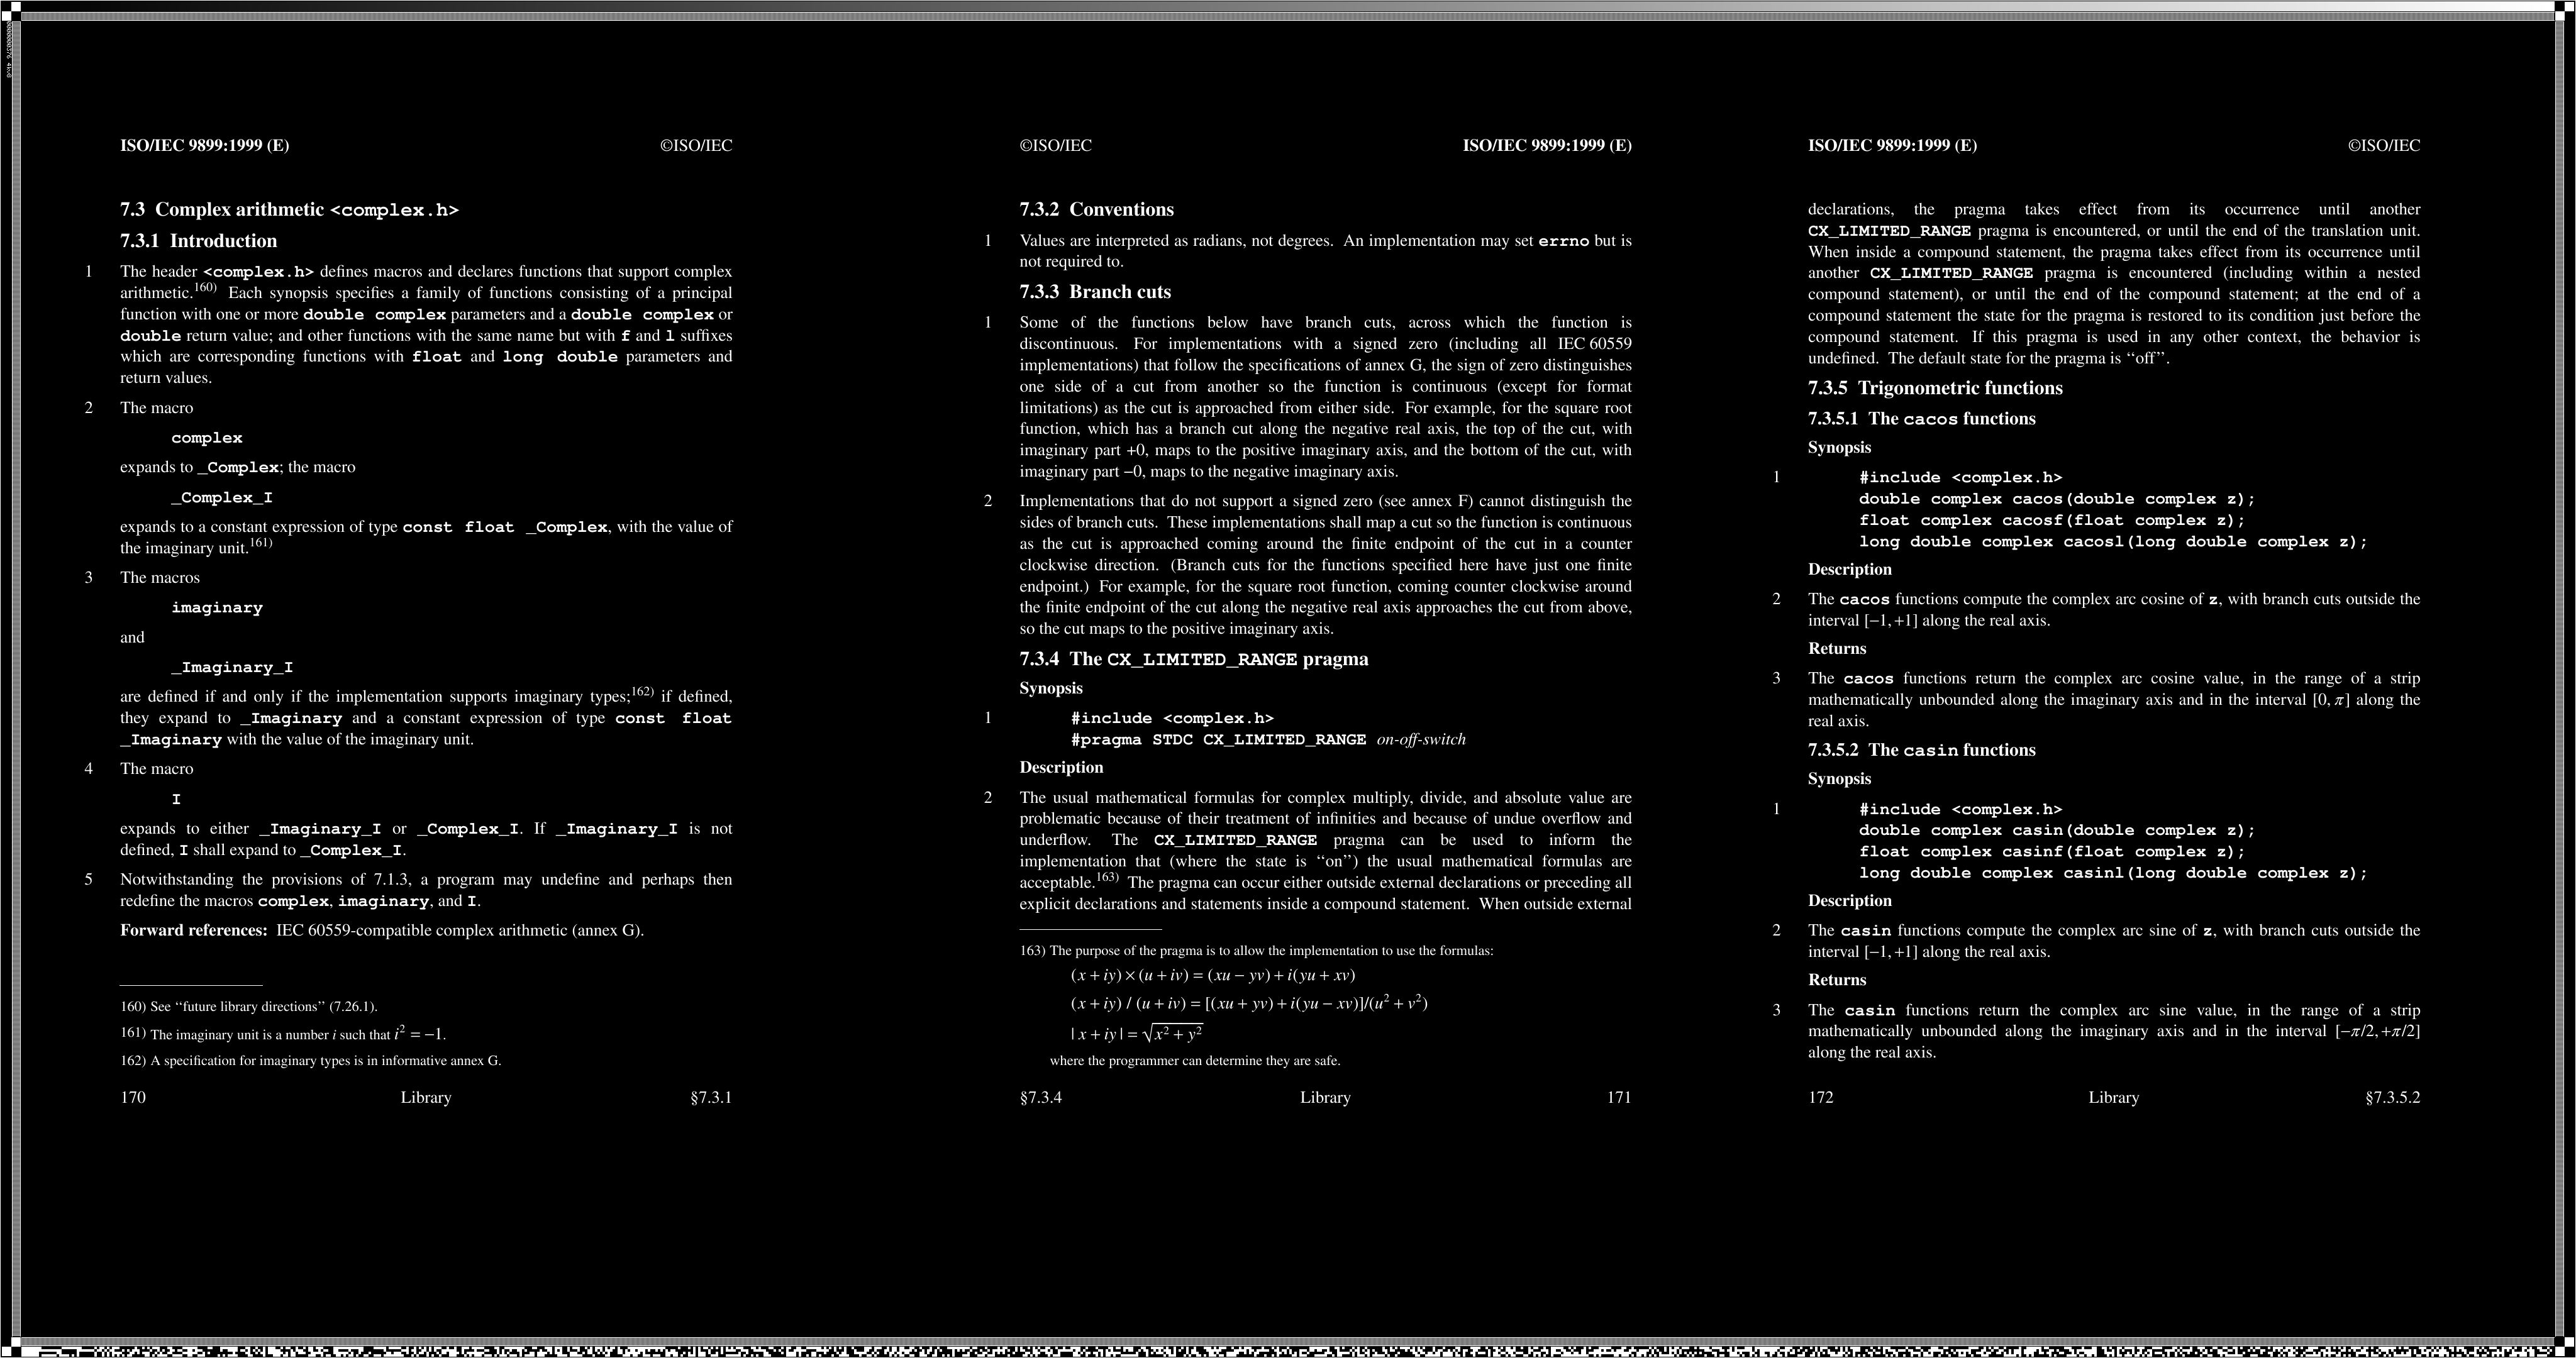 ISO/IEC 9899:1999 (E) ©ISO/IEC
7.3 Complex arithmetic <complex.h>
7.3.1 Introduction
1 The header <complex.h> defines macros and declares functions that support complex
arithmetic.160) Each synopsis specifies a family of functions consisting of a principal
function with one or more double complex parameters and a double complex or
double return value; and other functions with the same name but with f and l suffixes
which are corresponding functions with float and long double parameters and
return values.
2 The macro
complex
expands to _Complex; the macro
_Complex_I
expands to a constant expression of type const float _Complex, with the value of
the imaginary unit.161)
3 The macros
imaginary
and
_Imaginary_I
are defined if and only if the implementation supports imaginary types;162) if defined,
they expand to _Imaginary and a constant expression of type const float
_Imaginary with the value of the imaginary unit.
4 The macro
I
expands to either _Imaginary_I or _Complex_I. If _Imaginary_I is not
defined, I shall expand to _Complex_I.
5 Notwithstanding the provisions of 7.1.3, a program may undefine and perhaps then
redefine the macros complex, imaginary, and I.
Forward references: IEC 60559-compatible complex arithmetic (annex G).
160) See ‘‘future library directions’’ (7.26.1).
161) The imaginary unit is a number i such that i² = −1.
162) A specification for imaginary types is in informative annex G.
170 Library §7.3.1
©ISO/IEC ISO/IEC 9899:1999 (E)
7.3.2 Conventions
1 Values are interpreted as radians, not degrees. An implementation may set errno but is
not required to.
7.3.3 Branch cuts
1 Some of the functions below have branch cuts, across which the function is
discontinuous. For implementations with a signed zero (including all IEC 60559
implementations) that follow the specifications of annex G, the sign of zero distinguishes
one side of a cut from another so the function is continuous (except for format
limitations) as the cut is approached from either side. For example, for the square root
function, which has a branch cut along the negative real axis, the top of the cut, with
imaginary part +0, maps to the positive imaginary axis, and the bottom of the cut, with
imaginary part −0, maps to the negative imaginary axis.
2 Implementations that do not support a signed zero (see annex F) cannot distinguish the
sides of branch cuts. These implementations shall map a cut so the function is continuous
as the cut is approached coming around the finite endpoint of the cut in a counter
clockwise direction. (Branch cuts for the functions specified here have just one finite
endpoint.) For example, for the square root function, coming counter clockwise around
the finite endpoint of the cut along the negative real axis approaches the cut from above,
so the cut maps to the positive imaginary axis.
7.3.4 The CX_LIMITED_RANGE pragma
Synopsis
1 #include <complex.h>
#pragma STDC CX_LIMITED_RANGE on-off-switch
Description
2 The usual mathematical formulas for complex multiply, divide, and absolute value are
problematic because of their treatment of infinities and because of undue overflow and
underflow. The CX_LIMITED_RANGE pragma can be used to inform the
implementation that (where the state is ‘‘on’’) the usual mathematical formulas are
acceptable.163) The pragma can occur either outside external declarations or preceding all
explicit declarations and statements inside a compound statement. When outside external
163) The purpose of the pragma is to allow the implementation to use the formulas:
(x + iy) × (u + iv) = (xu − yv) + i(yu + xv)
(x + iy) / (u + iv) = [(xu + yv) + i(yu − xv)]/(u² + v²)
| x + iy | = √(x² + y²)
where the programmer can determine they are safe.
§7.3.4 Library 171
ISO/IEC 9899:1999 (E) ©ISO/IEC
declarations, the pragma takes effect from its occurrence until another
CX_LIMITED_RANGE pragma is encountered, or until the end of the translation unit.
When inside a compound statement, the pragma takes effect from its occurrence until
another CX_LIMITED_RANGE pragma is encountered (including within a nested
compound statement), or until the end of the compound statement; at the end of a
compound statement the state for the pragma is restored to its condition just before the
compound statement. If this pragma is used in any other context, the behavior is
undefined. The default state for the pragma is ‘‘off’’.
7.3.5 Trigonometric functions
7.3.5.1 The cacos functions
Synopsis
1 #include <complex.h>
double complex cacos(double complex z);
float complex cacosf(float complex z);
long double complex cacosl(long double complex z);
Description
2 The cacos functions compute the complex arc cosine of z, with branch cuts outside the
interval [−1, +1] along the real axis.
Returns
3 The cacos functions return the complex arc cosine value, in the range of a strip
mathematically unbounded along the imaginary axis and in the interval [0, π] along the
real axis.
7.3.5.2 The casin functions
Synopsis
1 #include <complex.h>
double complex casin(double complex z);
float complex casinf(float complex z);
long double complex casinl(long double complex z);
Description
2 The casin functions compute the complex arc sine of z, with branch cuts outside the
interval [−1, +1] along the real axis.
Returns
3 The casin functions return the complex arc sine value, in the range of a strip
mathematically unbounded along the imaginary axis and in the interval [−π/2, +π/2]
along the real axis.
172 Library §7.3.5.2